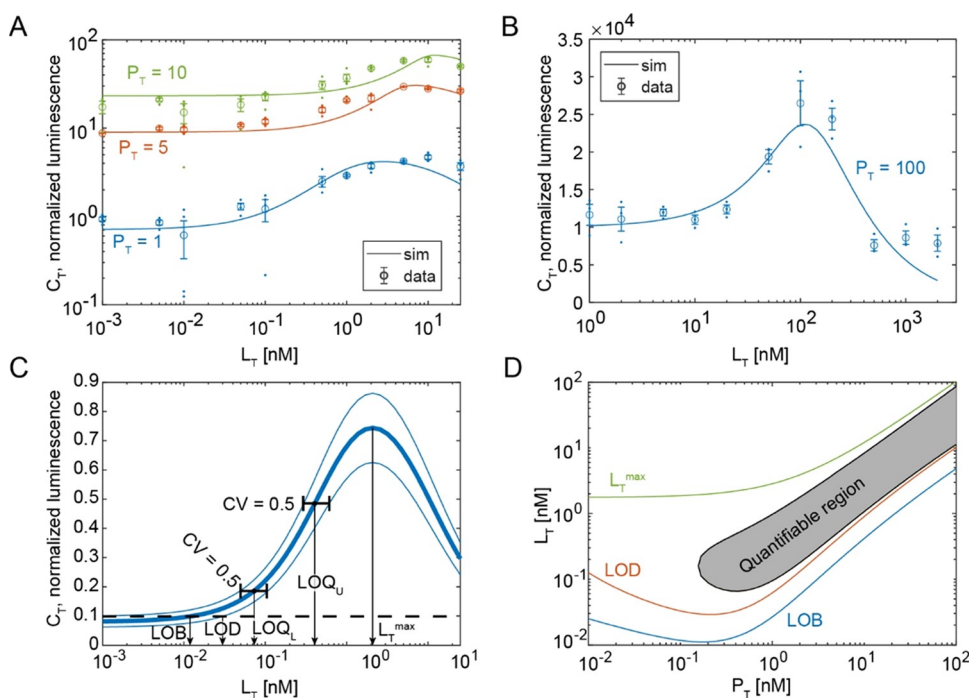 A
C_T, normalized luminescence
10^2
10^1
10^0
10^-1
P_T = 10
P_T = 5
P_T = 1
sim
data
10^-3
10^-2
10^-1
10^0
10^1
L_T [nM]
B
×10^4
C_T, normalized luminescence
3.5
3.0
2.5
2.0
1.5
1.0
0.5
0
sim
data
P_T = 100
10^0
10^1
10^2
10^3
L_T [nM]
C
C_T, normalized luminescence
0.9
0.8
0.7
0.6
0.5
0.4
0.3
0.2
0.1
0
CV = 0.5
CV = 0.5
LOQ_U
LOB
LOD
LOQ_L
L_T^max
10^-3
10^-2
10^-1
10^0
10^1
L_T [nM]
D
L_T [nM]
10^2
10^1
10^0
10^-1
10^-2
L_T^max
Quantifiable region
LOD
LOB
10^-2
10^-1
10^0
10^1
10^2
P_T [nM]